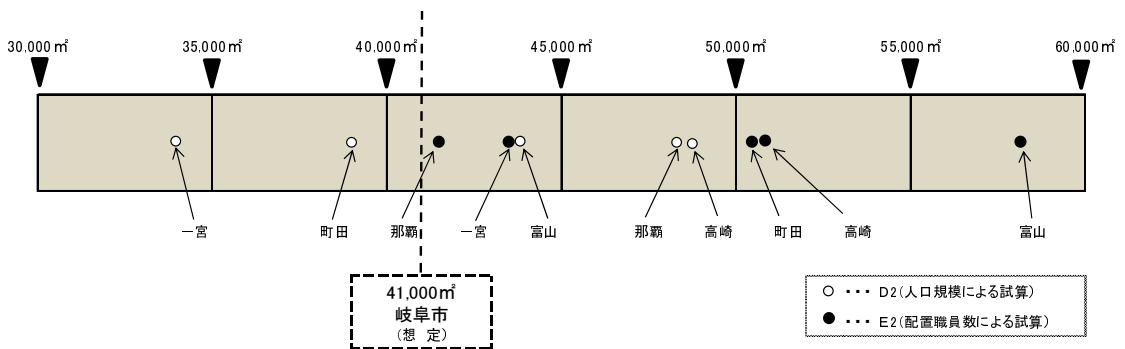 30,000㎡ 35,000㎡ 40,000㎡ 45,000㎡ 50,000㎡ 55,000㎡ 60,000㎡
一宮 町田 那覇 一宮 富山 那覇 高崎 町田 高崎 富山
41,000㎡
岐阜市
(想 定)
○ ・・・ D2(人口規模による試算)
● ・・・ E2(配置職員数による試算)